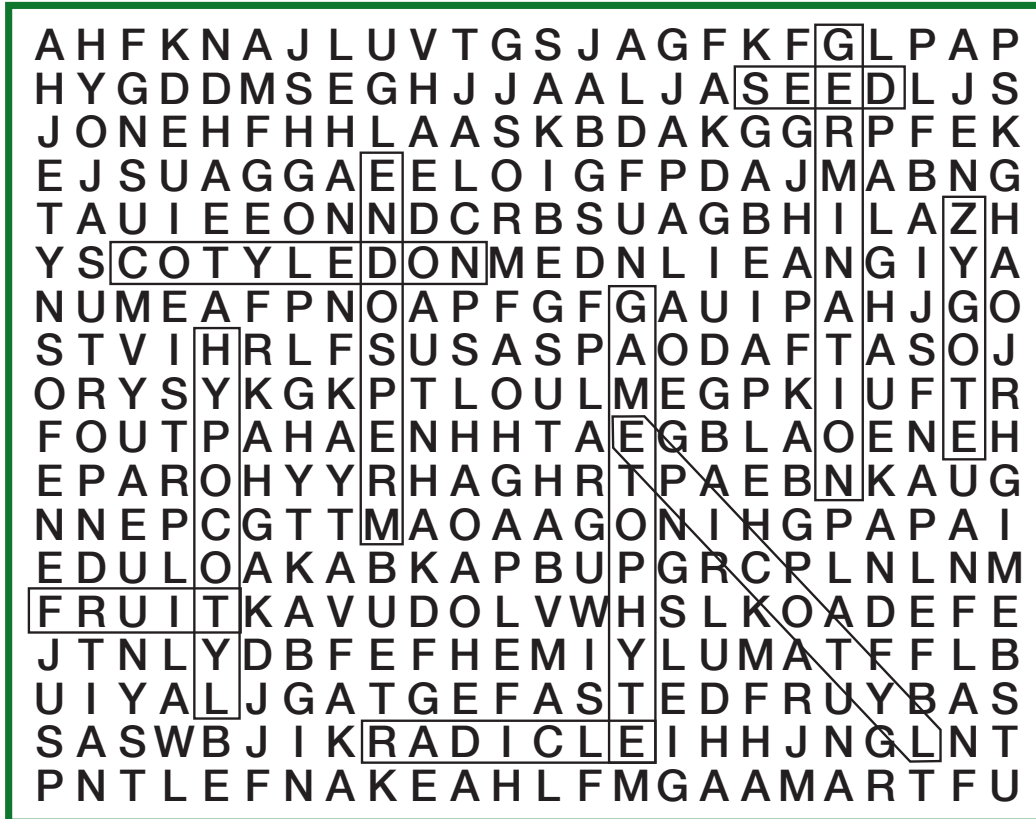 A H F K N A J L U V T G S J A G F K F G L P A P
H Y G D D M S E G H J J A A L J A S E E D L J S
J O N E H F H H L A A S K B D A K G G R P F E K
E J S U A G G A E E L O I G F P D A J M A B N G
T A U I E E O N N D C R B S U A G B H I L A Z H
Y S C O T Y L E D O N M E D N L I E A N G I Y A
N U M E A F P N O A P F G F G A U I P A H J G O
S T V I H R L F S U S A S P A O D A F T A S O J
O R Y S Y K G K P T L O U L M E G P K I U F T R
F O U T P A H A E N H H T A E G B L A O E N E H
E P A R O H Y Y R H A G H R T P A E B N K A U G
N N E P C G T T M A O A A G O N I H G P A P A I
E D U L O A K A B K A P B U P G R C P L N L N M
F R U I T K A V U D O L V W H S L K O A D E F E
J T N L Y D B F E F H E M I Y L U M A T F F L B
U I Y A L J G A T G E F A S T E D F R U Y B A S
S A S W B J I K R A D I C L E I H H J N G L N T
P N T L E F N A K E A H L F M G A A M A R T F U